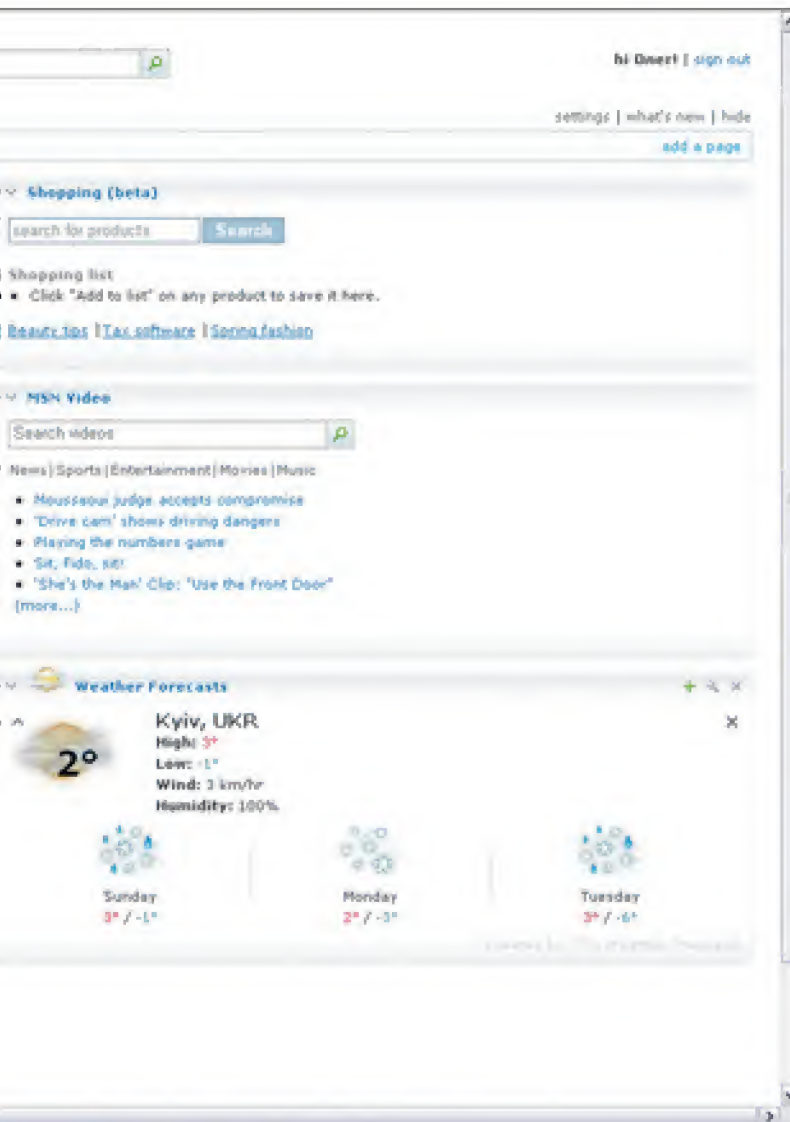 hi Qwert | sign out
settings | what's new | hide
add a page
Shopping (beta)
search for products Search
Shopping list
Click "Add to list" on any product to save it here.
Beauty tips | Tax software | Spring fashion
MSN Video
Search videos
News | Sports | Entertainment | Movies | Music
Moussaoui judge accepts compromise
'Drive cam' shows driving dangers
Playing the numbers game
Sit, Fido, sit!
'She's the Man' Clip: "Use the Front Door"
(more...)
Weather Forecasts
Kyiv, UKR
High: 3°
2° Low: -1°
Wind: 3 km/hr
Humidity: 100%
Sunday Monday Tuesday
3° / -1° 2° / -3° 3° / -6°